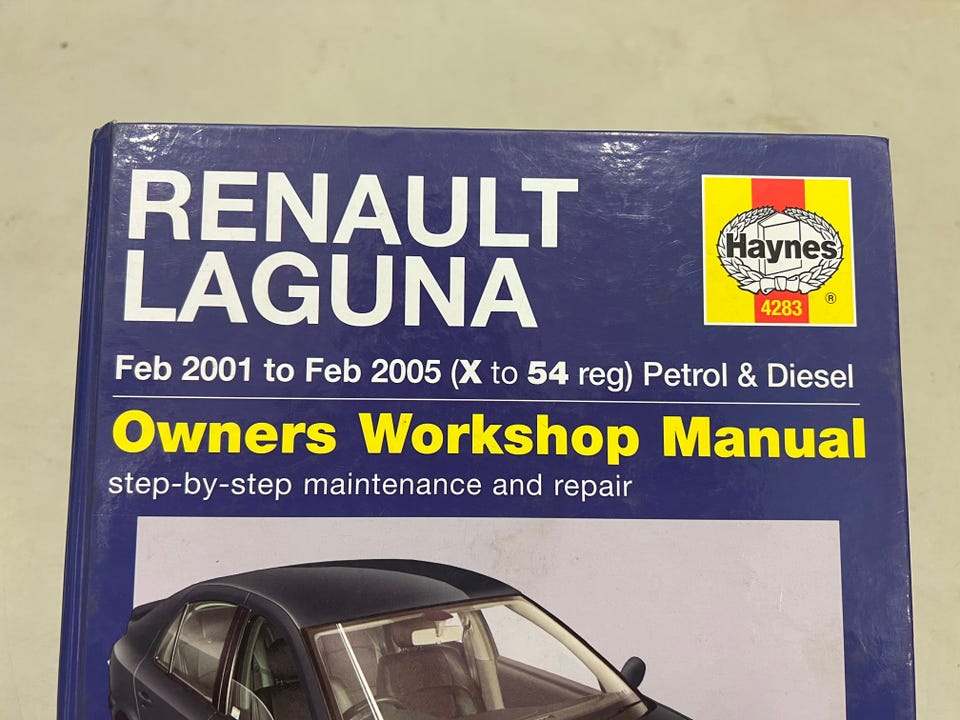 RENAULT
LAGUNA
Haynes
®
4283
Feb 2001 to Feb 2005 (X to 54 reg) Petrol & Diesel
Owners Workshop Manual
step-by-step maintenance and repair